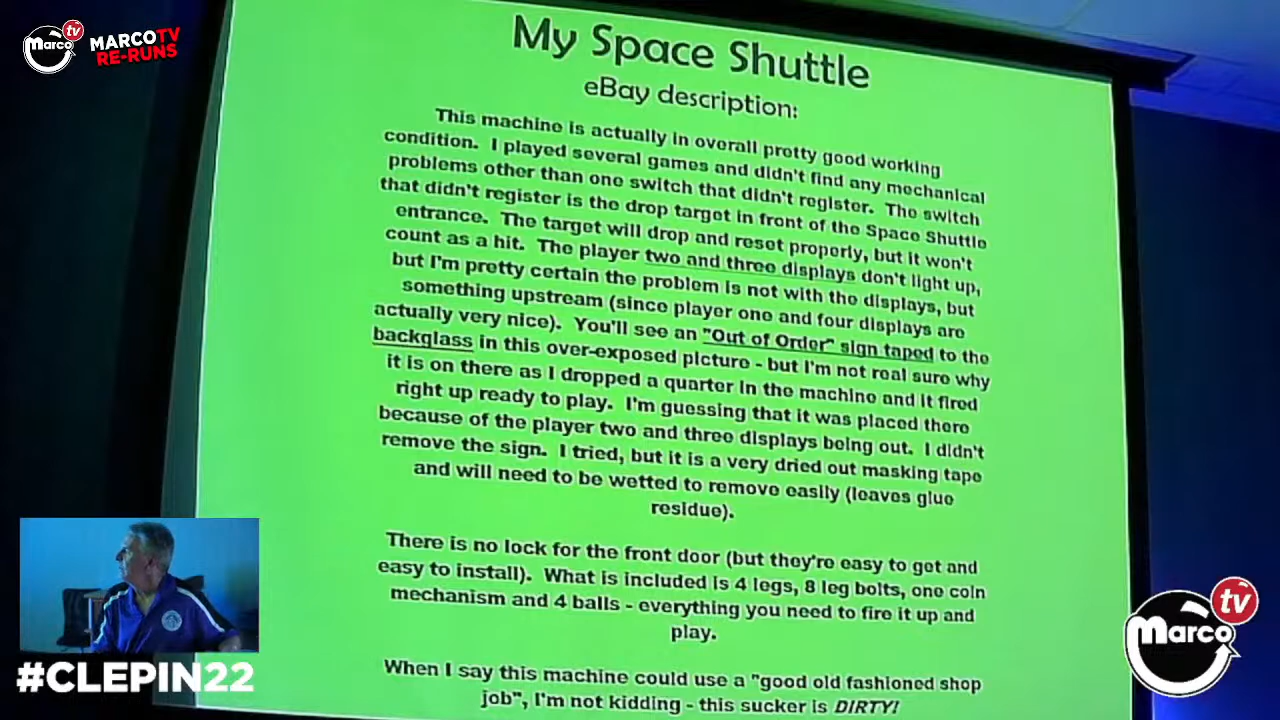 marco tv
MARCOTV
RE-RUNS
My Space Shuttle
eBay description:
This machine is actually in overall pretty good working
condition. I played several games and didn't find any mechanical
problems other than one switch that didn't register. The switch
that didn't register is the drop target in front of the Space Shuttle
entrance. The target will drop and reset properly, but it won't
count as a hit. The player two and three displays don't light up,
but I'm pretty certain the problem is not with the displays, but
something upstream (since player one and four displays are
actually very nice). You'll see an "Out of Order" sign taped to the
backglass in this over-exposed picture - but I'm not real sure why
it is on there as I dropped a quarter in the machine and it fired
right up ready to play. I'm guessing that it was placed there
because of the player two and three displays being out. I didn't
remove the sign. I tried, but it is a very dried out masking tape
and will need to be wetted to remove easily (leaves glue
residue).
There is no lock for the front door (but they're easy to get and
easy to install). What is included is 4 legs, 8 leg bolts, one coin
mechanism and 4 balls - everything you need to fire it up and
play.
When I say this machine could use a "good old fashioned shop
job", I'm not kidding - this sucker is DIRTY!
#CLEPIN22
marco tv